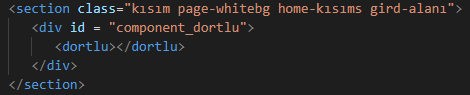 <section class="kısım page-whitebg home-kısıms gird-alanı">
<div id = "component_dortlu">
<dortlu></dortlu>
</div>
</section>